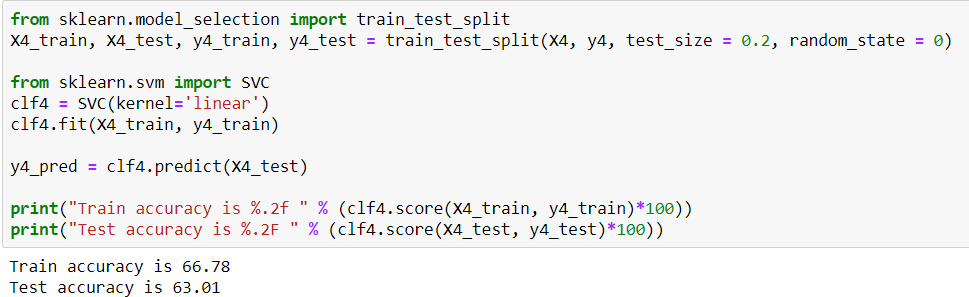 from sklearn.model_selection import train_test_split
X4_train, X4_test, y4_train, y4_test = train_test_split(X4, y4, test_size = 0.2, random_state = 0)
from sklearn.svm import SVC
clf4 = SVC(kernel='linear')
clf4.fit(X4_train, y4_train)
y4_pred = clf4.predict(X4_test)
print("Train accuracy is %.2f " % (clf4.score(X4_train, y4_train)*100))
print("Test accuracy is %.2F " % (clf4.score(X4_test, y4_test)*100))
Train accuracy is 66.78
Test accuracy is 63.01